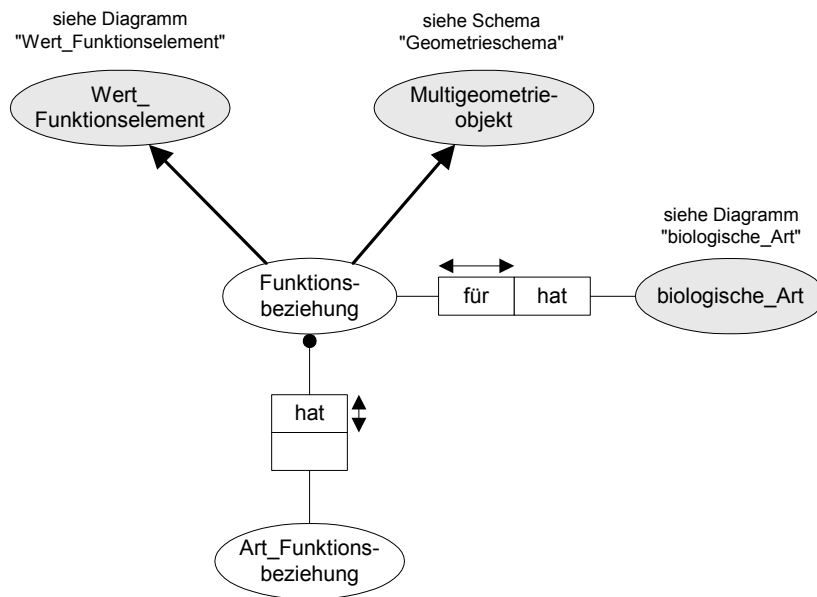 siehe Diagramm
"Wert_Funktionselement"
Wert_
Funktionselement
siehe Schema
"Geometrieschema"
Multigeometrie-
objekt
siehe Diagramm
"biologische_Art"
biologische_Art
Funktions-
beziehung
für
hat
hat
Art_Funktions-
beziehung